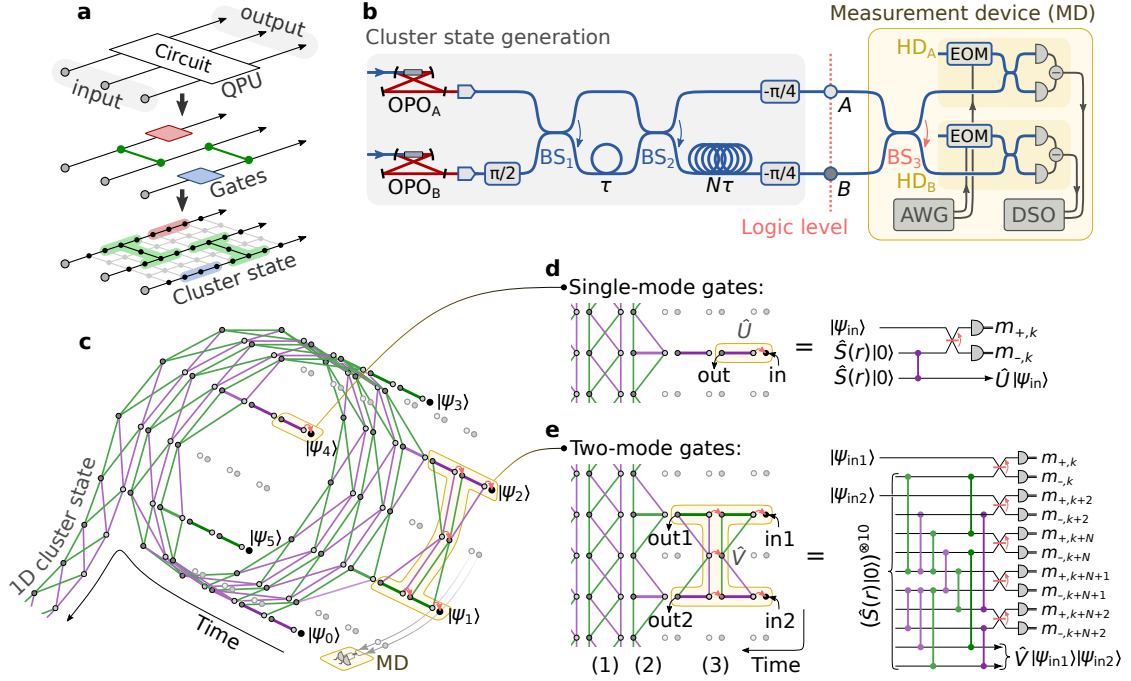 a
output
Circuit
QPU
input
Gates
Cluster state
b
Measurement device (MD)
Cluster state generation
HD_A
EOM
OPO_A
-π/4
A
BS_1
BS_2
BS_3
EOM
OPO_B
π/2
τ
Nτ
-π/4
B
HD_B
Logic level
AWG
DSO
c
|ψ_3⟩
|ψ_4⟩
|ψ_2⟩
|ψ_5⟩
|ψ_1⟩
|ψ_0⟩
1D cluster state
Time
MD
d
Single-mode gates:
Û
out
in
=
|ψ_in⟩
Ŝ(r)|0⟩
Ŝ(r)|0⟩
m_{+,k}
m_{-,k}
Û|ψ_in⟩
e
Two-mode gates:
out1
in1
V̂
out2
in2
(1)
(2)
(3)
Time
=
|ψ_in1⟩
|ψ_in2⟩
(Ŝ(r)|0⟩)^{⊗10}
m_{+,k}
m_{-,k}
m_{+,k+2}
m_{-,k+2}
m_{+,k+N}
m_{-,k+N}
m_{+,k+N+1}
m_{-,k+N+1}
m_{+,k+N+2}
m_{-,k+N+2}
V̂|ψ_in1⟩|ψ_in2⟩